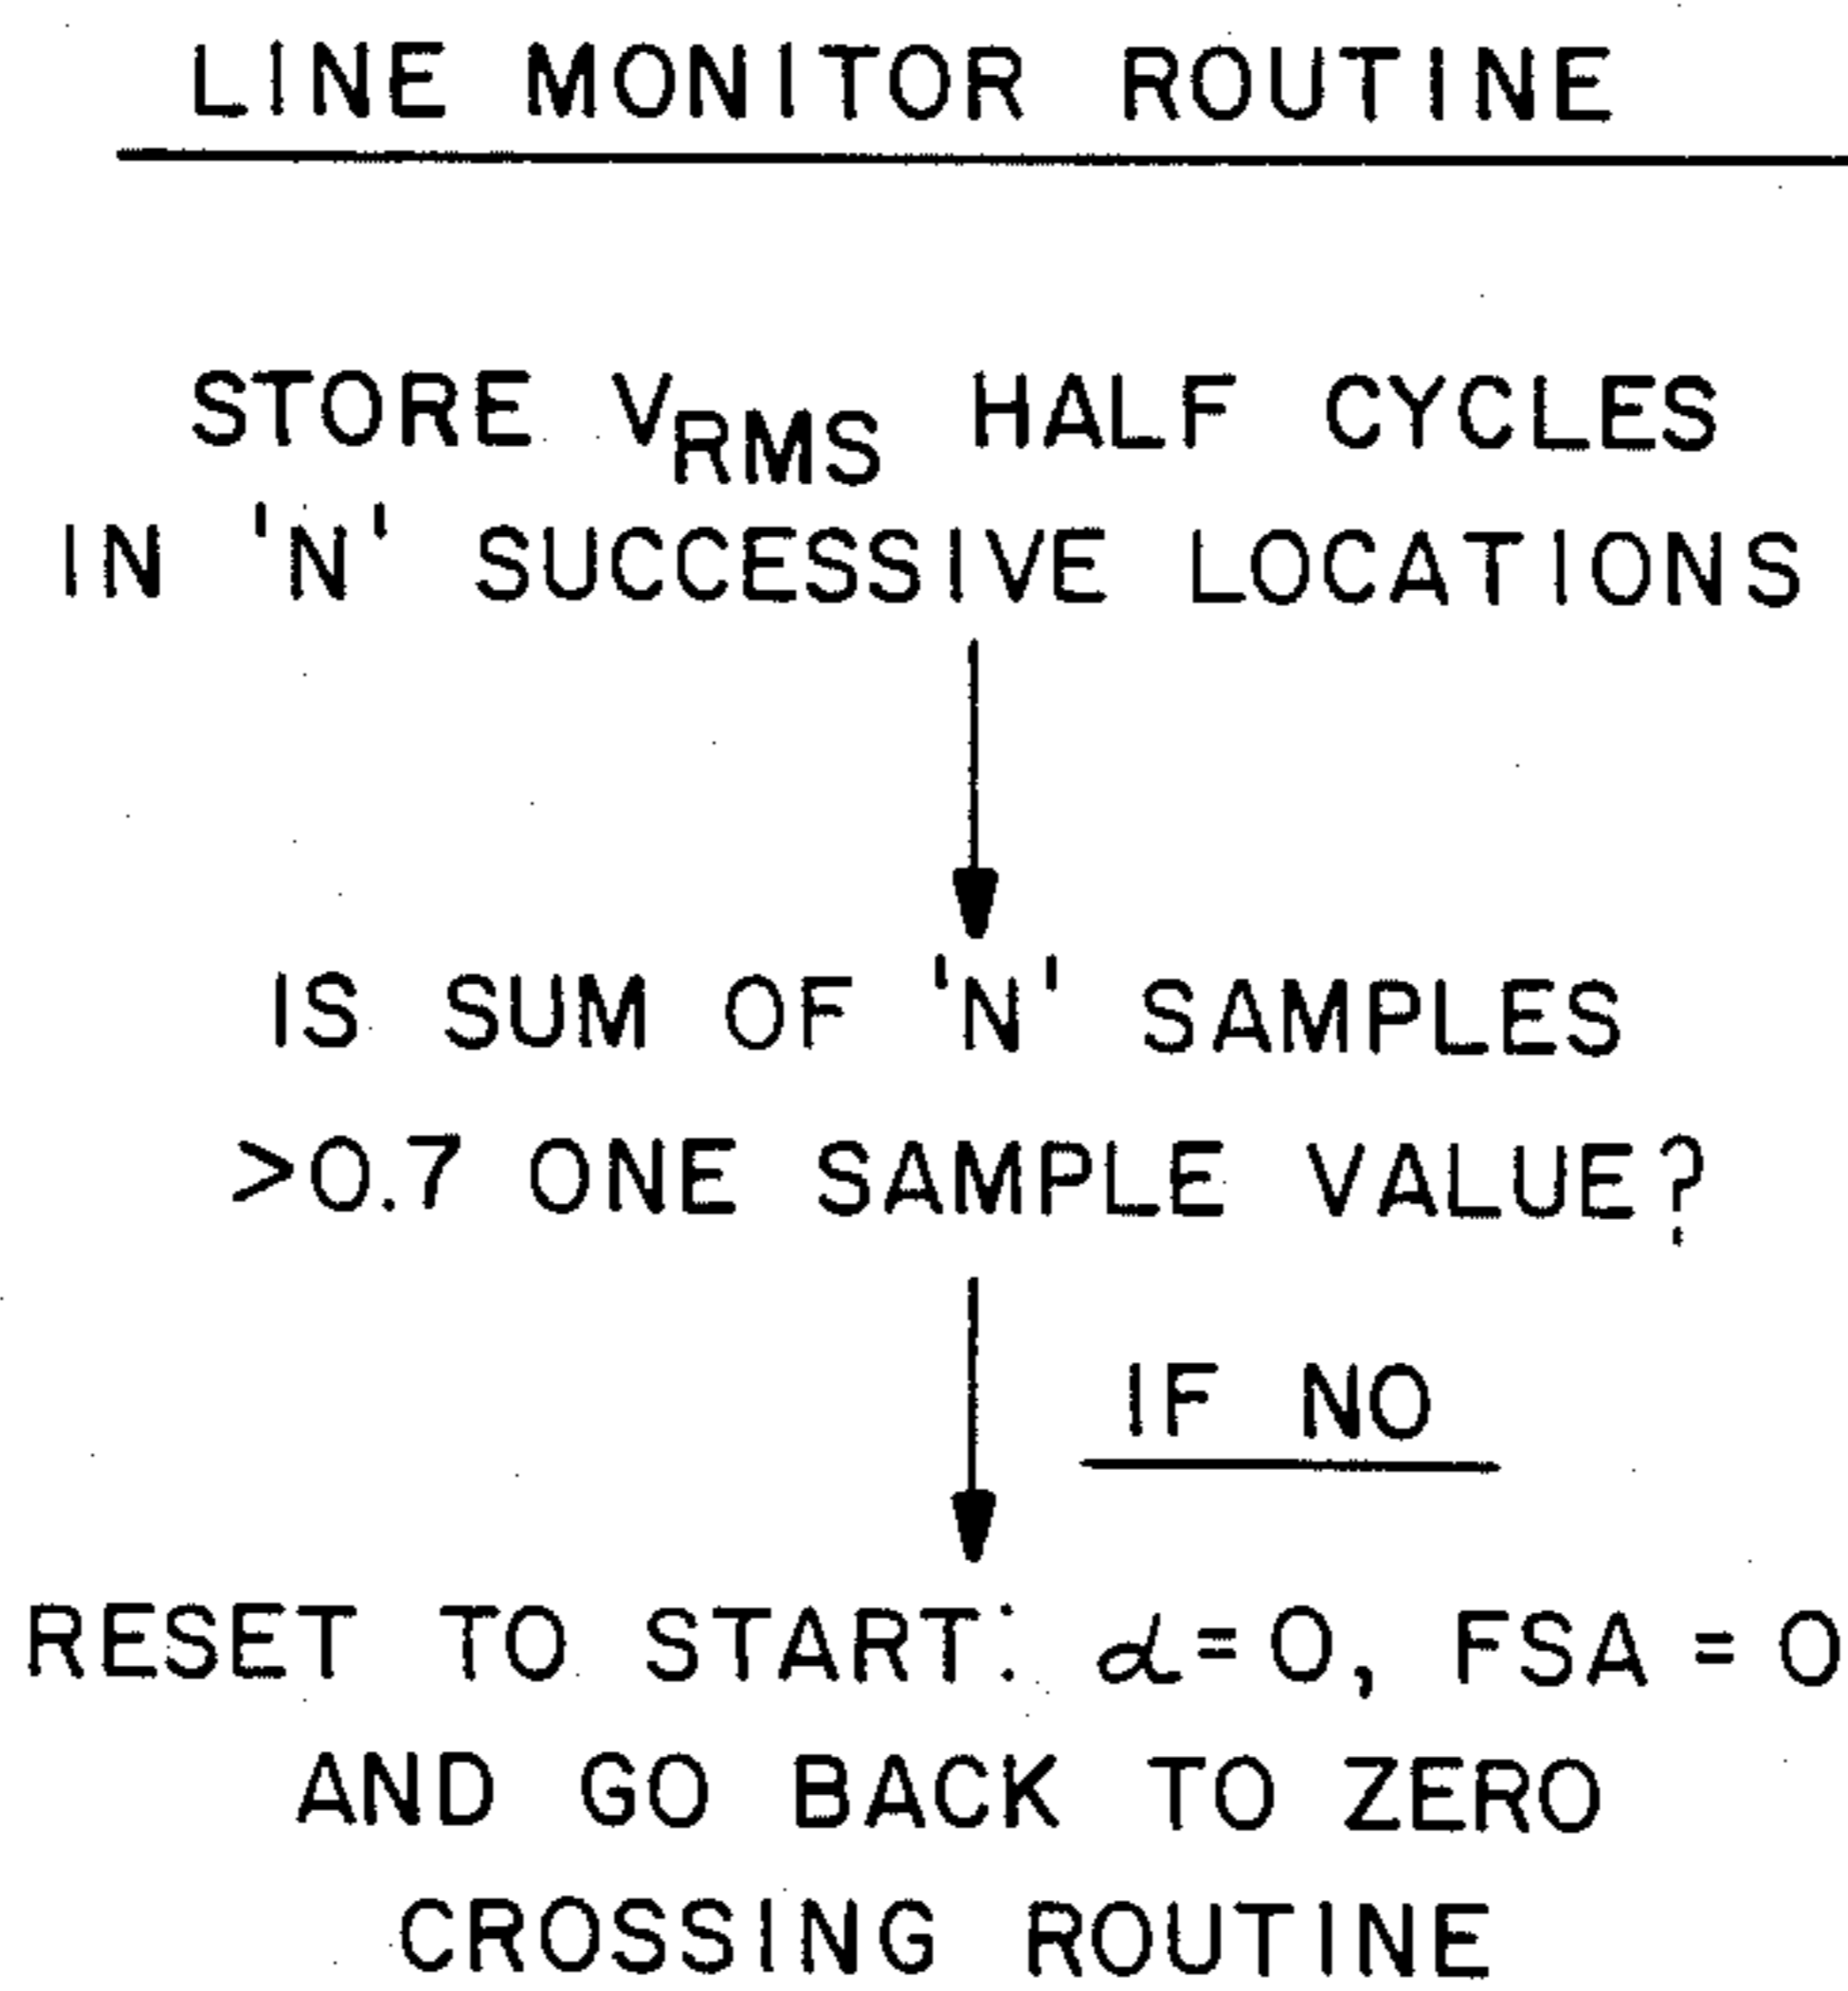 LINE MONITOR ROUTINE
STORE VRMS HALF CYCLES
IN 'N' SUCCESSIVE LOCATIONS
IS SUM OF 'N' SAMPLES
>0.7 ONE SAMPLE VALUE?
IF NO
RESET TO START: α=0, FSA = 0
AND GO BACK TO ZERO
CROSSING ROUTINE